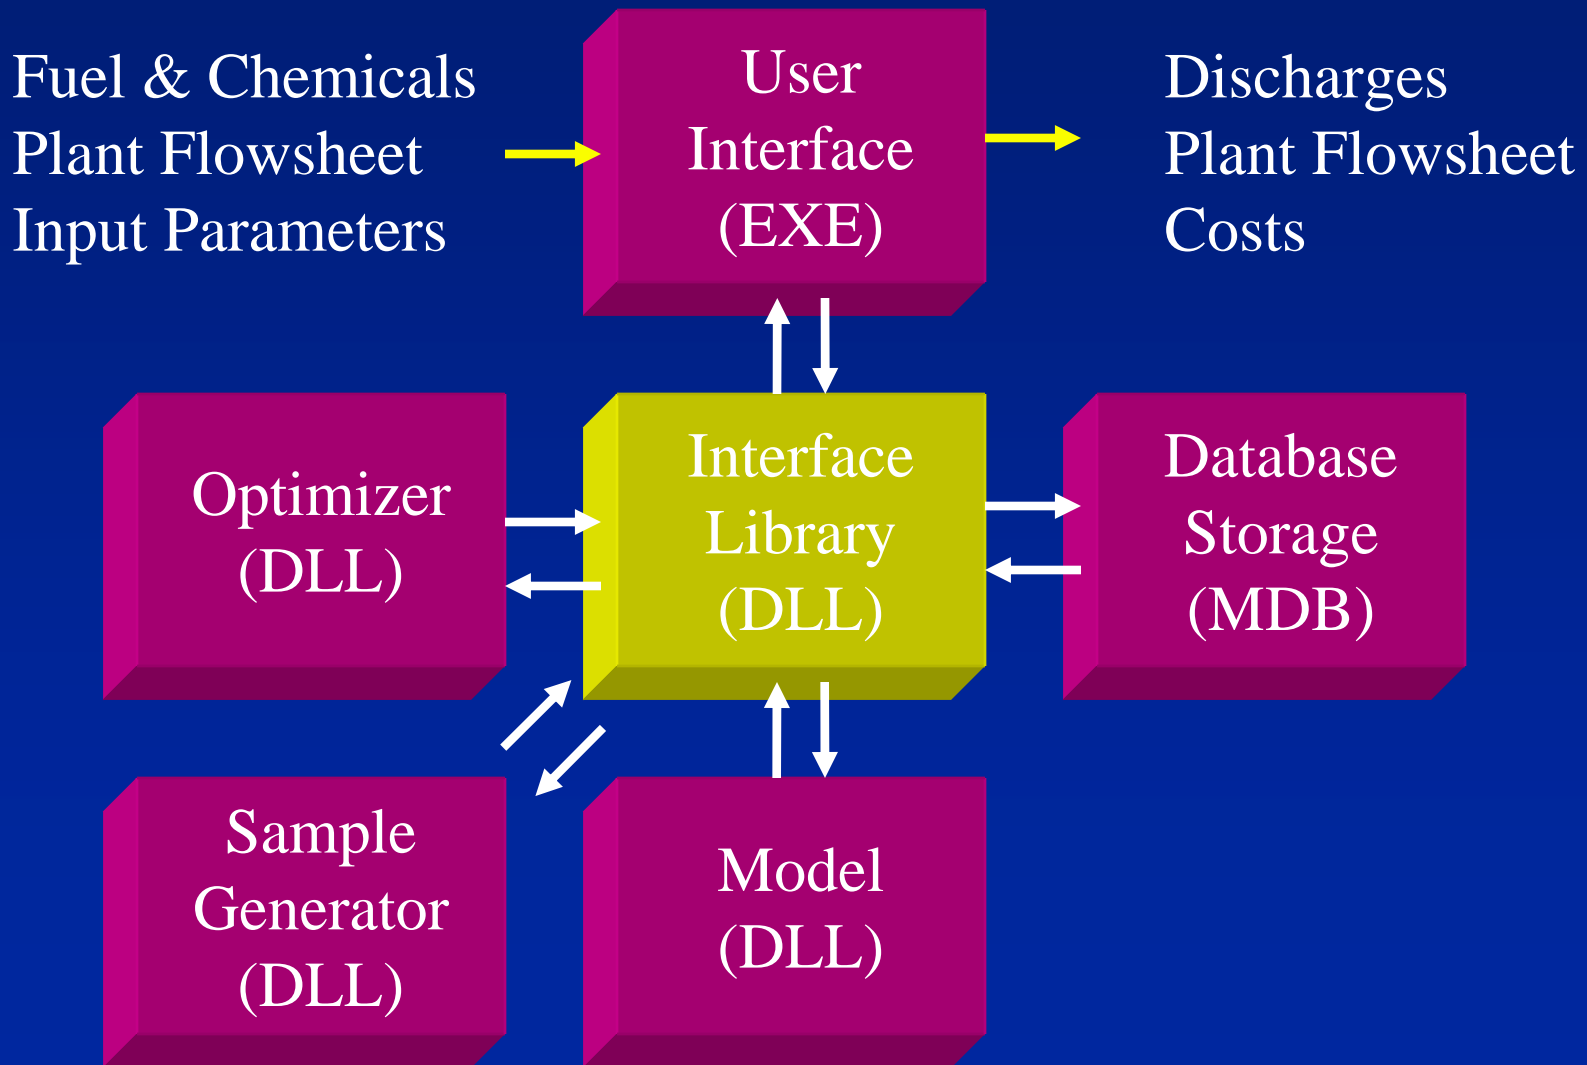 Fuel & Chemicals
Plant Flowsheet
Input Parameters
User
Interface
(EXE)
Discharges
Plant Flowsheet
Costs
Optimizer
(DLL)
Interface
Library
(DLL)
Database
Storage
(MDB)
Sample
Generator
(DLL)
Model
(DLL)